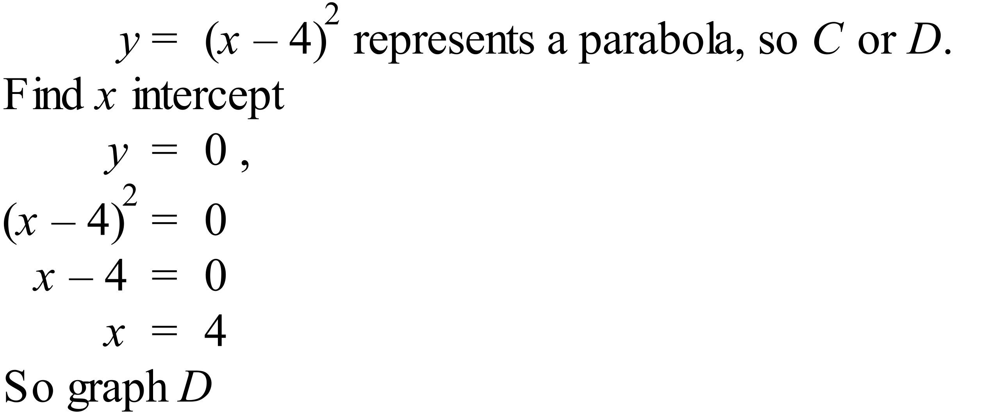 y = (x – 4)² represents a parabola, so C or D.
Find x intercept
y = 0 ,
(x – 4)² = 0
x – 4 = 0
x = 4
So graph D